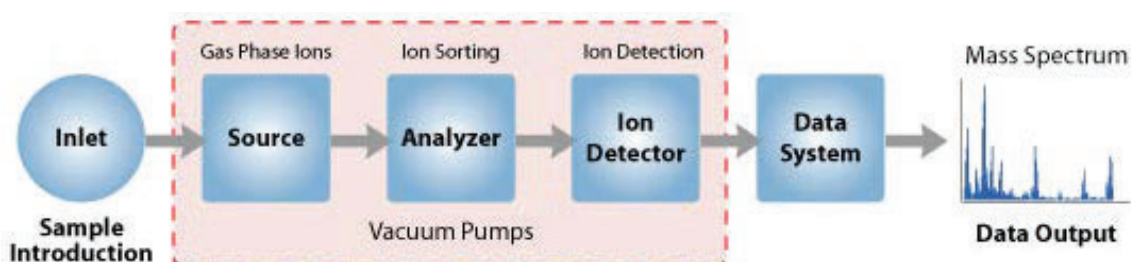 Gas Phase Ions
Ion Sorting
Ion Detection
Mass Spectrum
Inlet
Source
Analyzer
Ion
Detector
Data
System
Sample
Introduction
Vacuum Pumps
Data Output